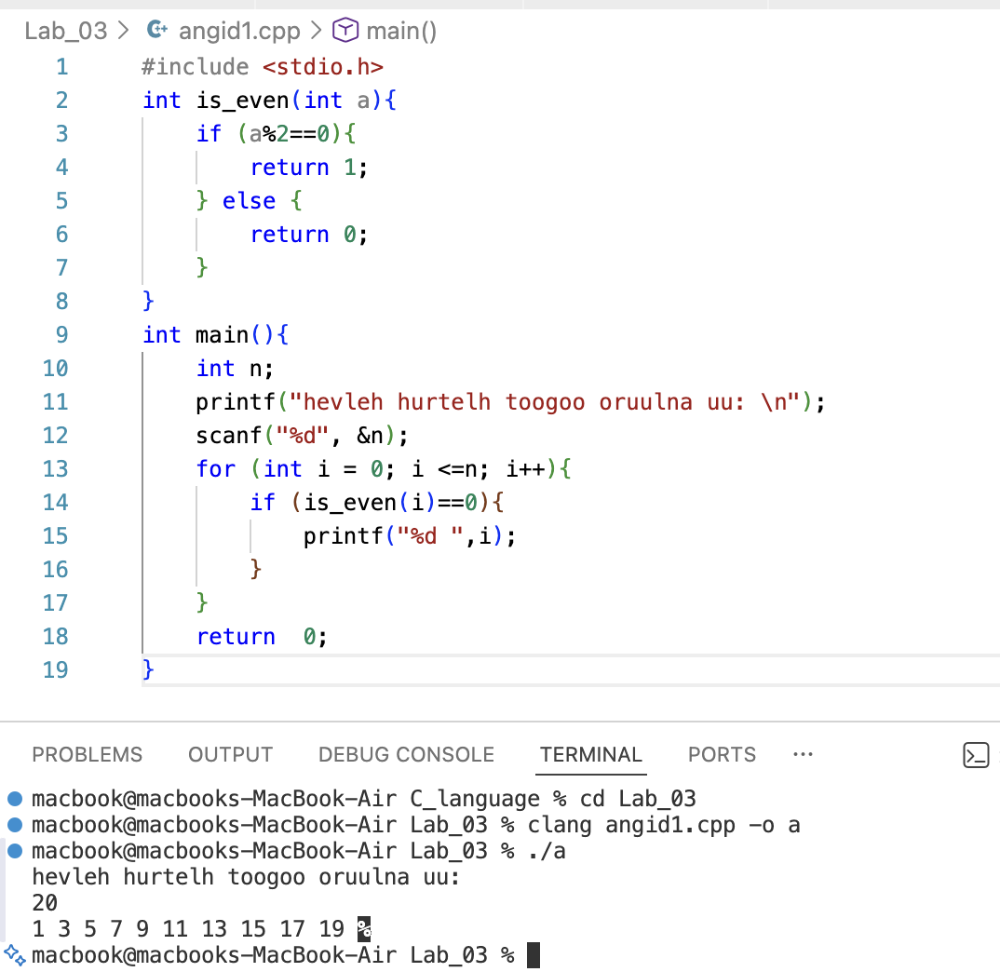 Lab_03 > angid1.cpp > main()
1 #include <stdio.h>
2 int is_even(int a){
3     if (a%2==0){
4         return 1;
5     } else {
6         return 0;
7     }
8 }
9 int main(){
10     int n;
11     printf("hevleh hurtelh toogoo oruulna uu: \n");
12     scanf("%d", &n);
13     for (int i = 0; i <=n; i++){
14         if (is_even(i)==0){
15             printf("%d ",i);
16         }
17     }
18     return  0;
19 }
PROBLEMS OUTPUT DEBUG CONSOLE TERMINAL PORTS ···
macbook@macbooks-MacBook-Air C_language % cd Lab_03
macbook@macbooks-MacBook-Air Lab_03 % clang angid1.cpp -o a
macbook@macbooks-MacBook-Air Lab_03 % ./a
hevleh hurtelh toogoo oruulna uu:
20
1 3 5 7 9 11 13 15 17 19 %
macbook@macbooks-MacBook-Air Lab_03 %